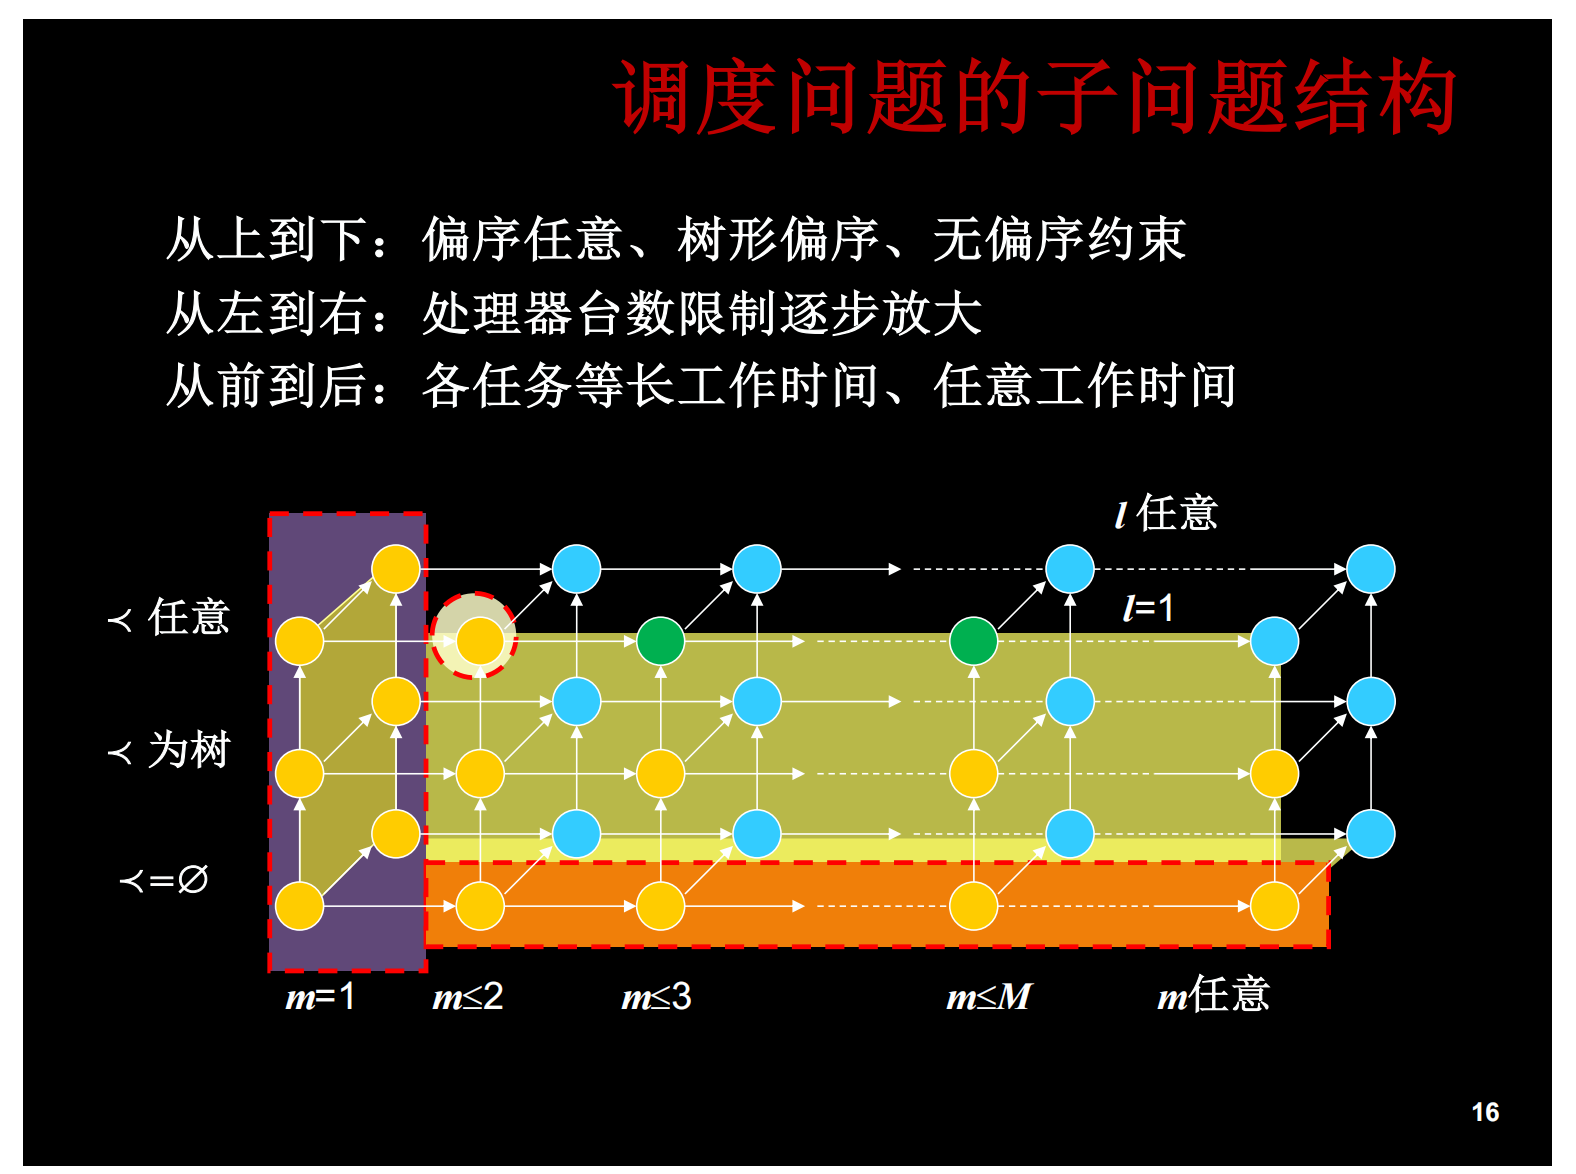 调度问题的子问题结构
从上到下：偏序任意、树形偏序、无偏序约束
从左到右：处理器台数限制逐步放大
从前到后：各任务等长工作时间、任意工作时间
l 任意
l=1
≺ 任意
≺ 为树
≺=∅
m=1 m≤2 m≤3 m≤M m任意
16